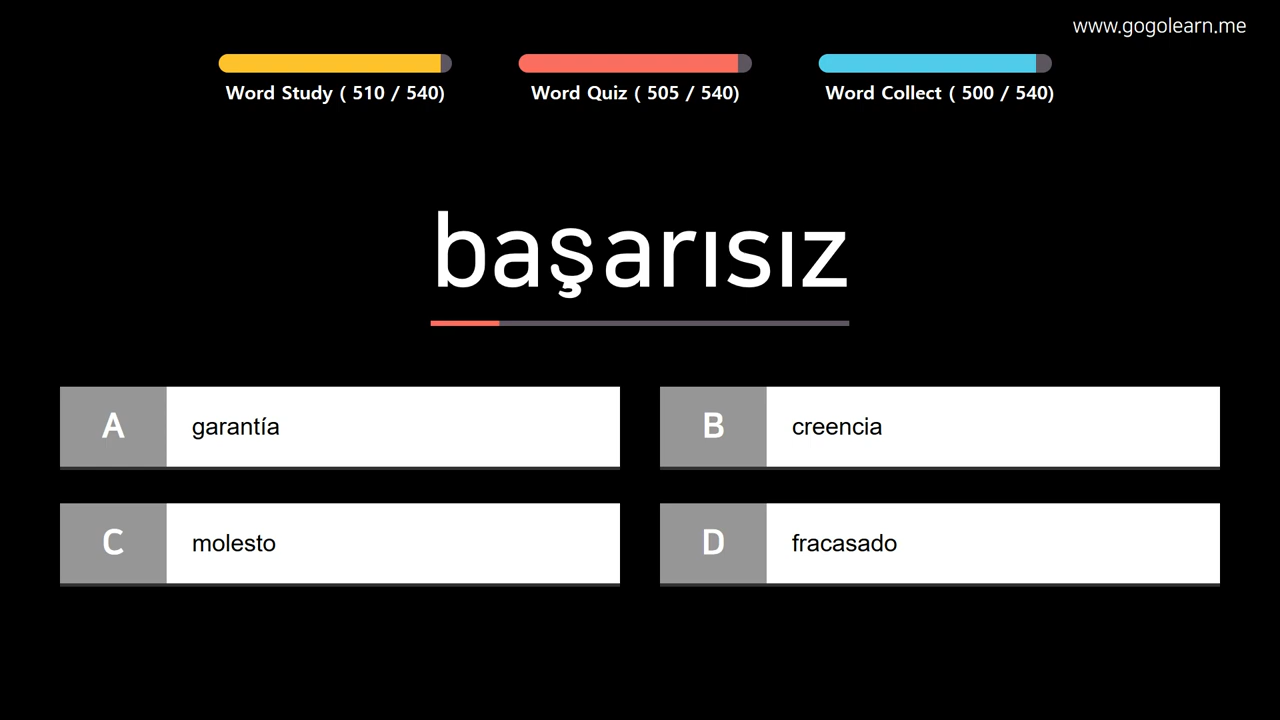 www.gogolearn.me
Word Study ( 510 / 540)
Word Quiz ( 505 / 540)
Word Collect ( 500 / 540)
başarısız
A garantía
B creencia
C molesto
D fracasado